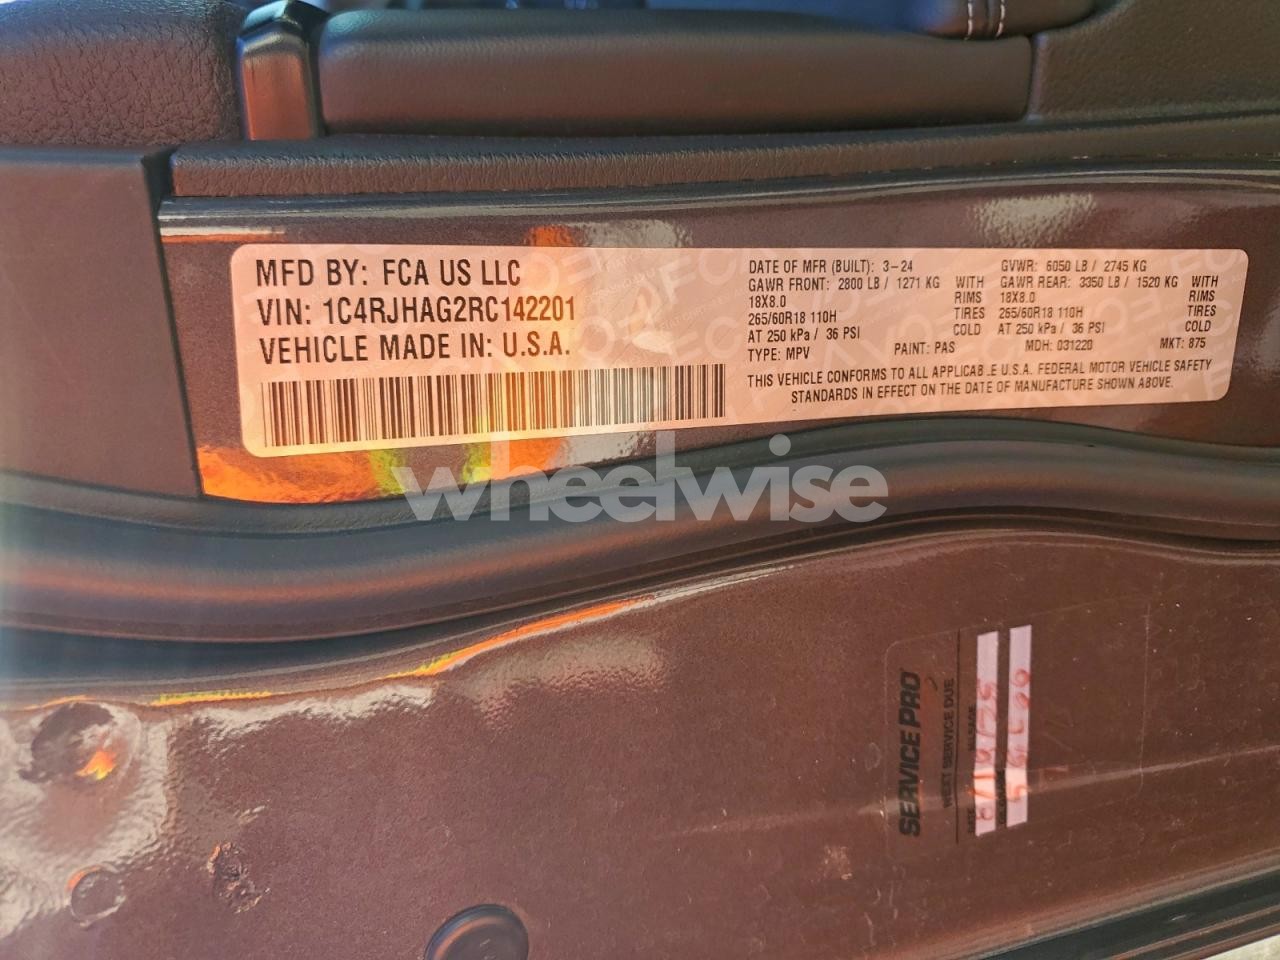 MFD BY: FCA US LLC
VIN: 1C4RJHAG2RC142201
VEHICLE MADE IN: U.S.A.
DATE OF MFR (BUILT): 3-24 GVWR: 6050 LB / 2745 KG
GAWR FRONT: 2800 LB / 1271 KG WITH GAWR REAR: 3350 LB / 1520 KG WITH
18X8.0 RIMS 18X8.0 RIMS
265/60R18 110H TIRES 265/60R18 110H TIRES
AT 250 kPa / 36 PSI COLD AT 250 kPa / 36 PSI COLD
TYPE: MPV PAINT: PAS MDH: 031220 MKT: 875
THIS VEHICLE CONFORMS TO ALL APPLICAB.E U.S.A. FEDERAL MOTOR VEHICLE SAFETY
STANDARDS IN EFFECT ON THE DATE OF MANUFACTURE SHOWN ABOVE.
wheelwise
SERVICE PRO
NEXT SERVICE DUE
DATE MILEAGE